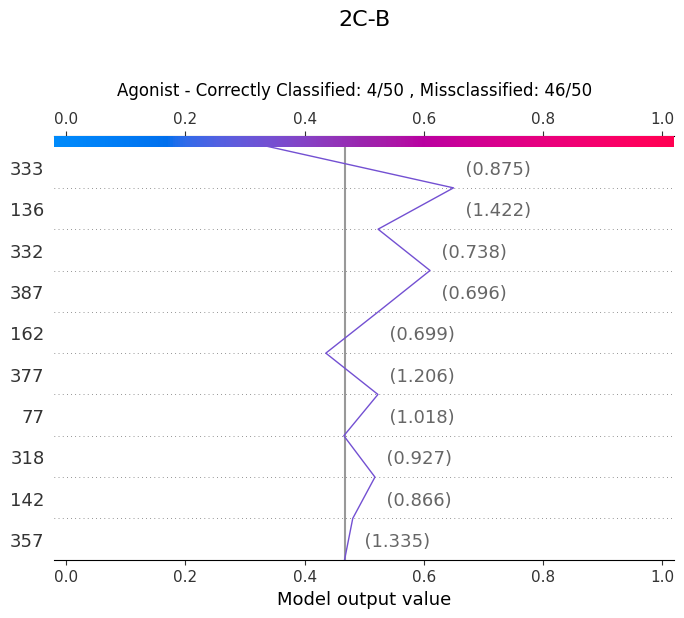 2C-B
Agonist - Correctly Classified: 4/50 , Missclassified: 46/50
0.0 0.2 0.4 0.6 0.8 1.0
333 (0.875)
136 (1.422)
332 (0.738)
387 (0.696)
162 (0.699)
377 (1.206)
77 (1.018)
318 (0.927)
142 (0.866)
357 (1.335)
0.0 0.2 0.4 0.6 0.8 1.0
Model output value